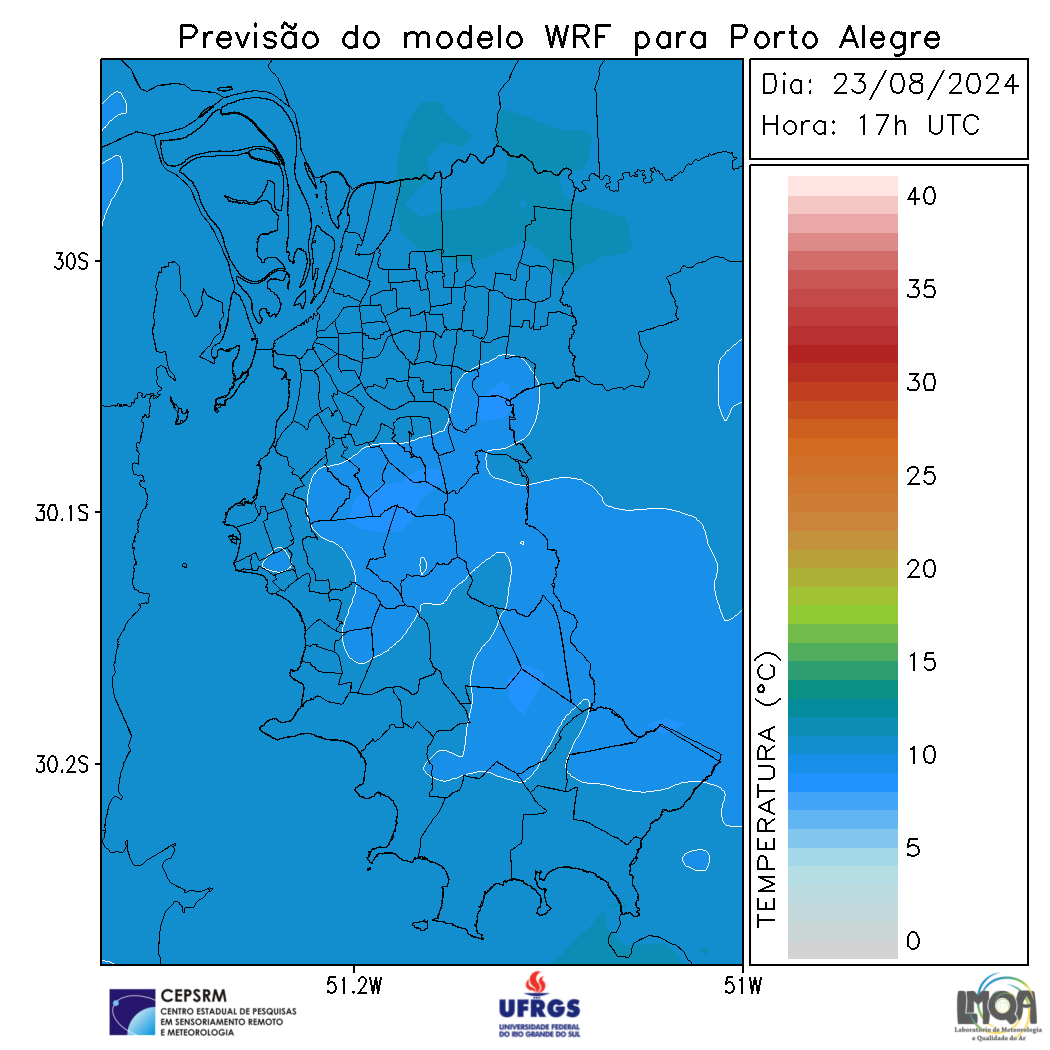 Previsão do modelo WRF para Porto Alegre
Dia: 23/08/2024
Hora: 17h UTC
40
35
30
25
20
15
10
5
0
TEMPERATURA (°C)
30S
30.1S
30.2S
51.2W
51W
CEPSRM
CENTRO ESTADUAL DE PESQUISAS
EM SENSORIAMENTO REMOTO
E METEOROLOGIA
UFRGS
UNIVERSIDADE FEDERAL
DO RIO GRANDE DO SUL
LMQA
Laboratório de Meteorologia
e Qualidade do Ar